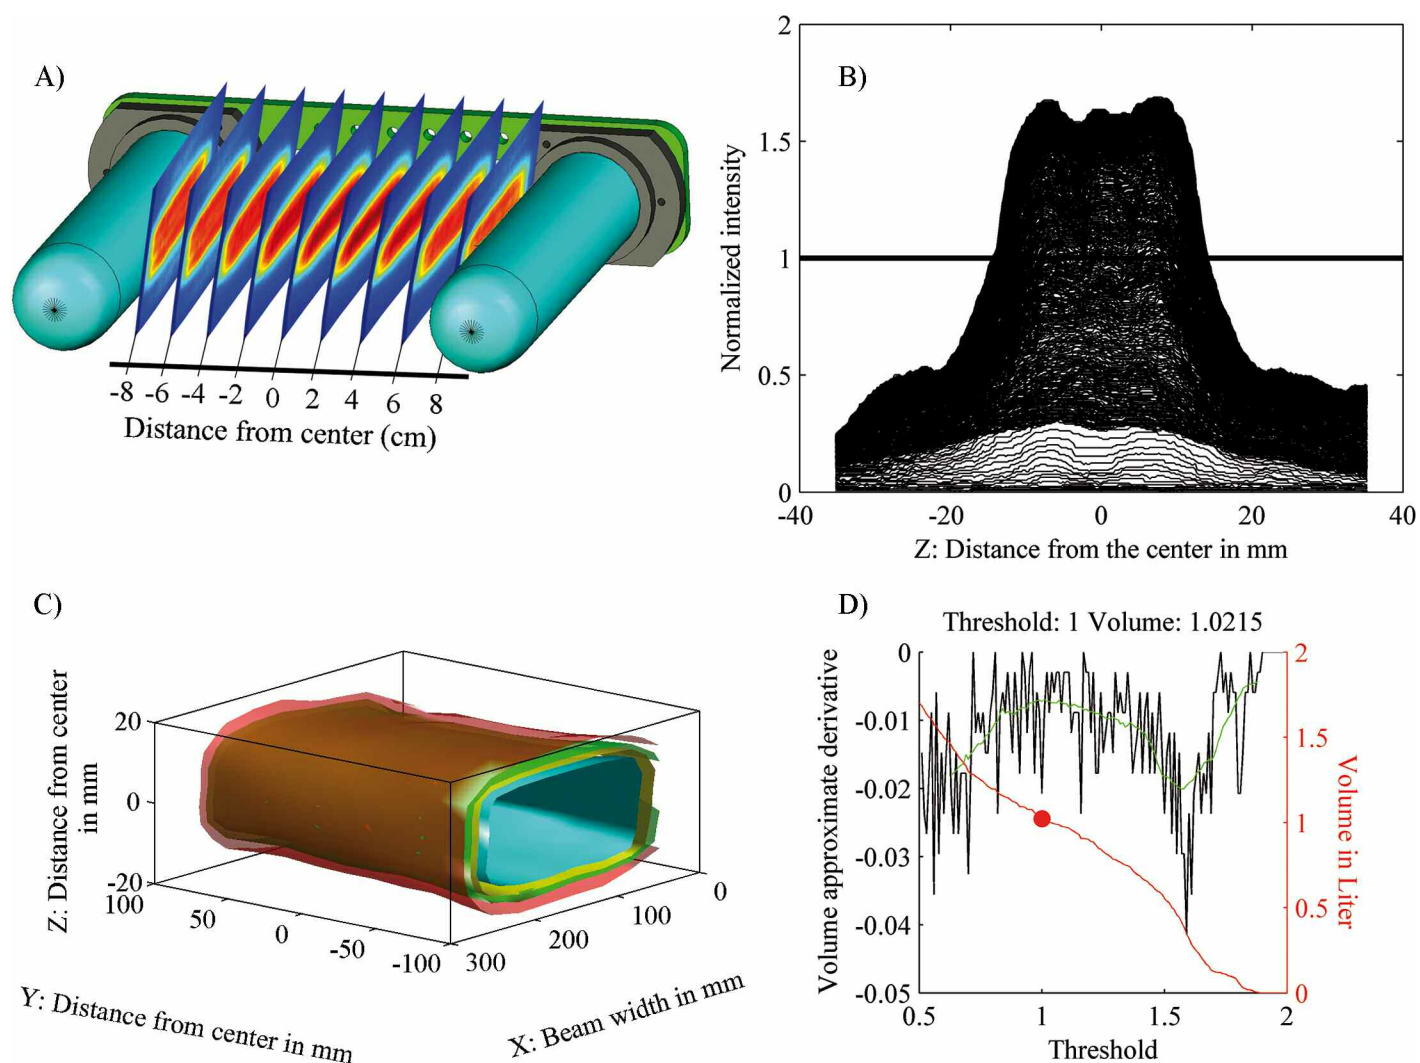 A)
-8 -6 -4 -2 0 2 4 6 8
Distance from center (cm)
B)
Normalized intensity
2
1.5
1
0.5
0
-40 -20 0 20 40
Z: Distance from the center in mm
C)
Z: Distance from center
in mm
20
0
-20
100 50 0 -50 -100
Y: Distance from center in mm
300 200 100 0
X: Beam width in mm
D)
Threshold: 1 Volume: 1.0215
Volume approximate derivative
0
-0.01
-0.02
-0.03
-0.04
-0.05
0.5 1 1.5 2
Threshold
2
1.5
1
0.5
0
Volume in Liter